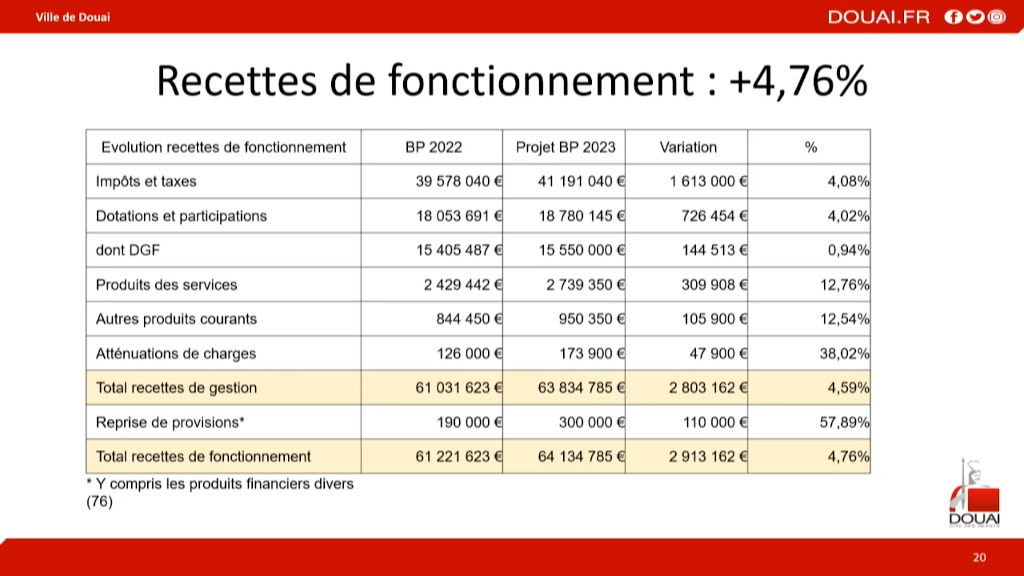 Ville de Douai
DOUAI.FR
Recettes de fonctionnement : +4,76%
Evolution recettes de fonctionnement BP 2022 Projet BP 2023 Variation %
Impôts et taxes 39 578 040 € 41 191 040 € 1 613 000 € 4,08%
Dotations et participations 18 053 691 € 18 780 145 € 726 454 € 4,02%
dont DGF 15 405 487 € 15 550 000 € 144 513 € 0,94%
Produits des services 2 429 442 € 2 739 350 € 309 908 € 12,76%
Autres produits courants 844 450 € 950 350 € 105 900 € 12,54%
Atténuations de charges 126 000 € 173 900 € 47 900 € 38,02%
Total recettes de gestion 61 031 623 € 63 834 785 € 2 803 162 € 4,59%
Reprise de provisions* 190 000 € 300 000 € 110 000 € 57,89%
Total recettes de fonctionnement 61 221 623 € 64 134 785 € 2 913 162 € 4,76%
* Y compris les produits financiers divers
(76)
DOUAI
20